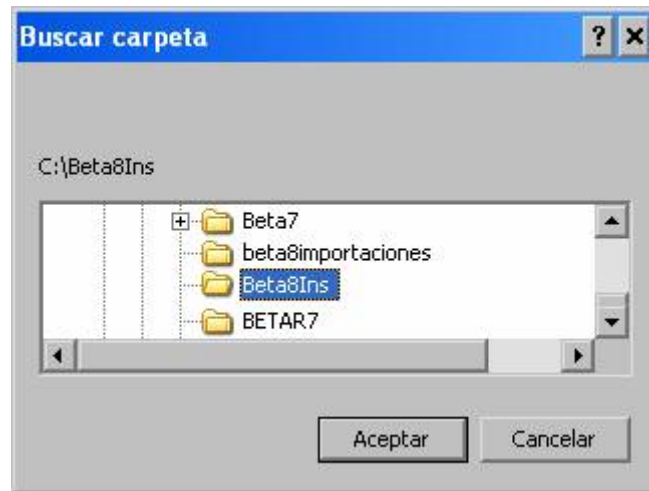 Buscar carpeta
C:\Beta8Ins
Beta7
beta8importaciones
Beta8Ins
BETAR7
Aceptar Cancelar